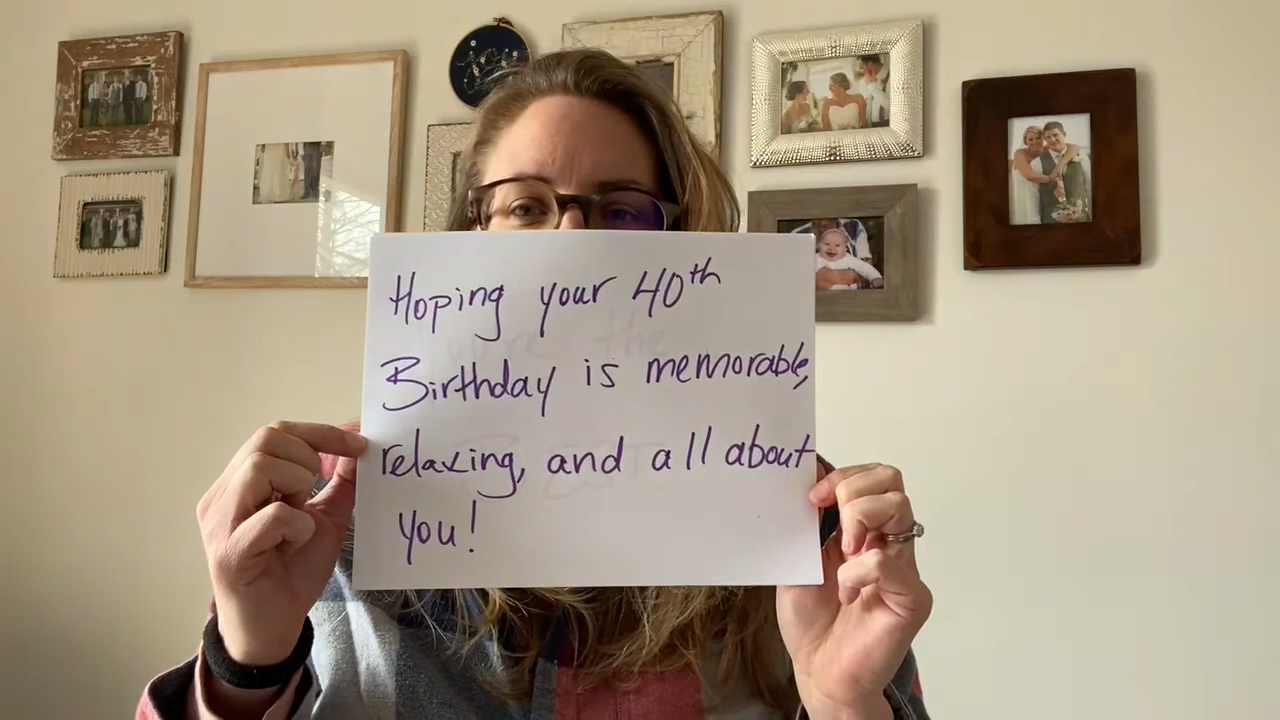 Hoping your 40th
Birthday is memorable,
relaxing, and all about
you!